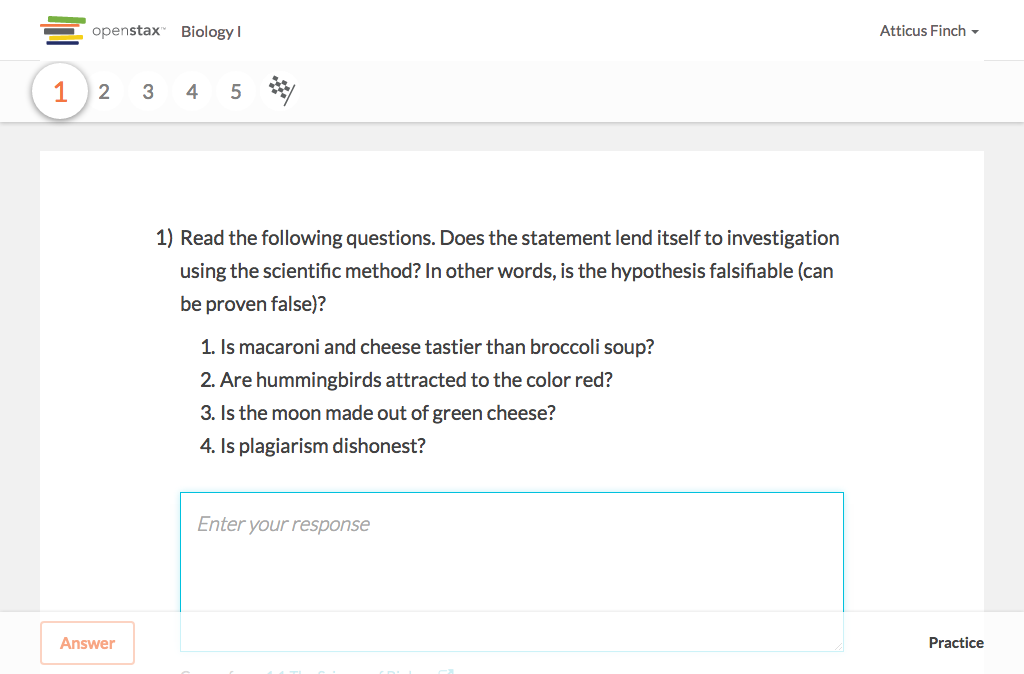 openstax™ Biology I Atticus Finch
1 2 3 4 5
1) Read the following questions. Does the statement lend itself to investigation
using the scientific method? In other words, is the hypothesis falsifiable (can
be proven false)?
1. Is macaroni and cheese tastier than broccoli soup?
2. Are hummingbirds attracted to the color red?
3. Is the moon made out of green cheese?
4. Is plagiarism dishonest?
Enter your response
Answer Practice